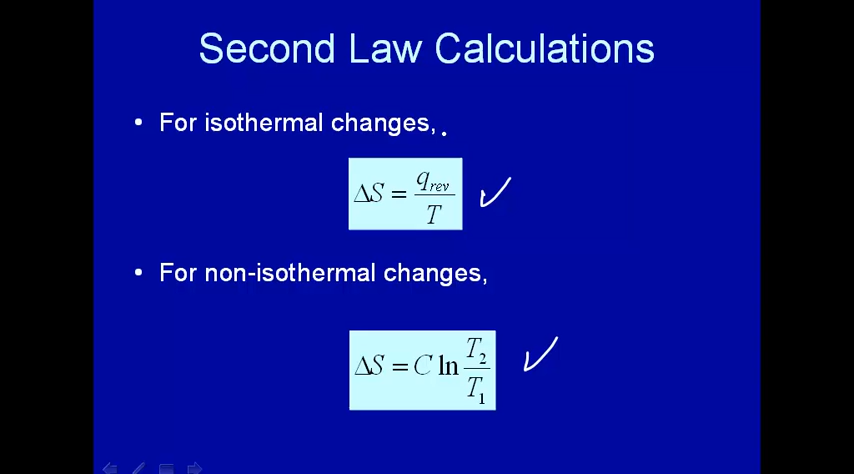 Second Law Calculations
• For isothermal changes,
ΔS = q_rev / T
• For non-isothermal changes,
ΔS = C ln T₂ / T₁